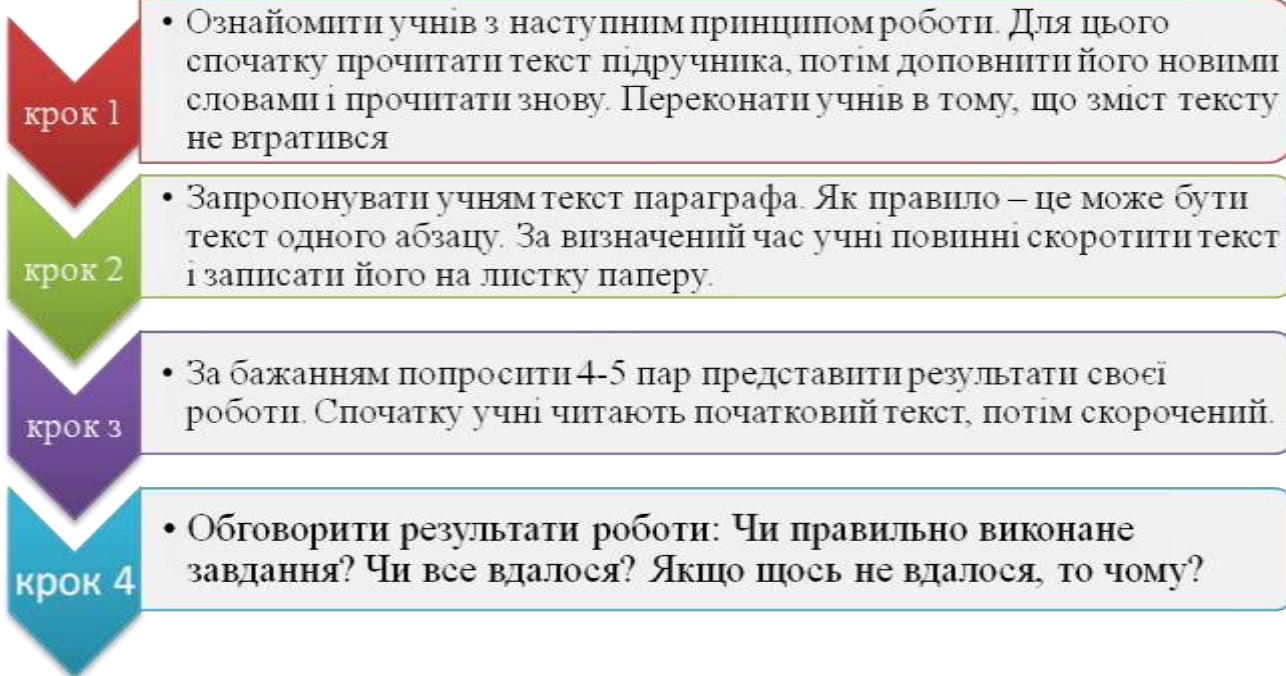 крок 1
• Ознайомити учнів з наступним принципом роботи. Для цього
спочатку прочитати текст підручника, потім доповнити його новими
словами і прочитати знову. Переконати учнів в тому, що зміст тексту
не втратився
крок 2
• Запропонувати учням текст параграфа. Як правило – це може бути
текст одного абзацу. За визначений час учні повинні скоротити текст
і записати його на листку паперу.
крок 3
• За бажанням попросити 4-5 пар представити результати своєї
роботи. Спочатку учні читають початковий текст, потім скорочений.
крок 4
• Обговорити результати роботи: Чи правильно виконане
завдання? Чи все вдалося? Якщо щось не вдалося, то чому?